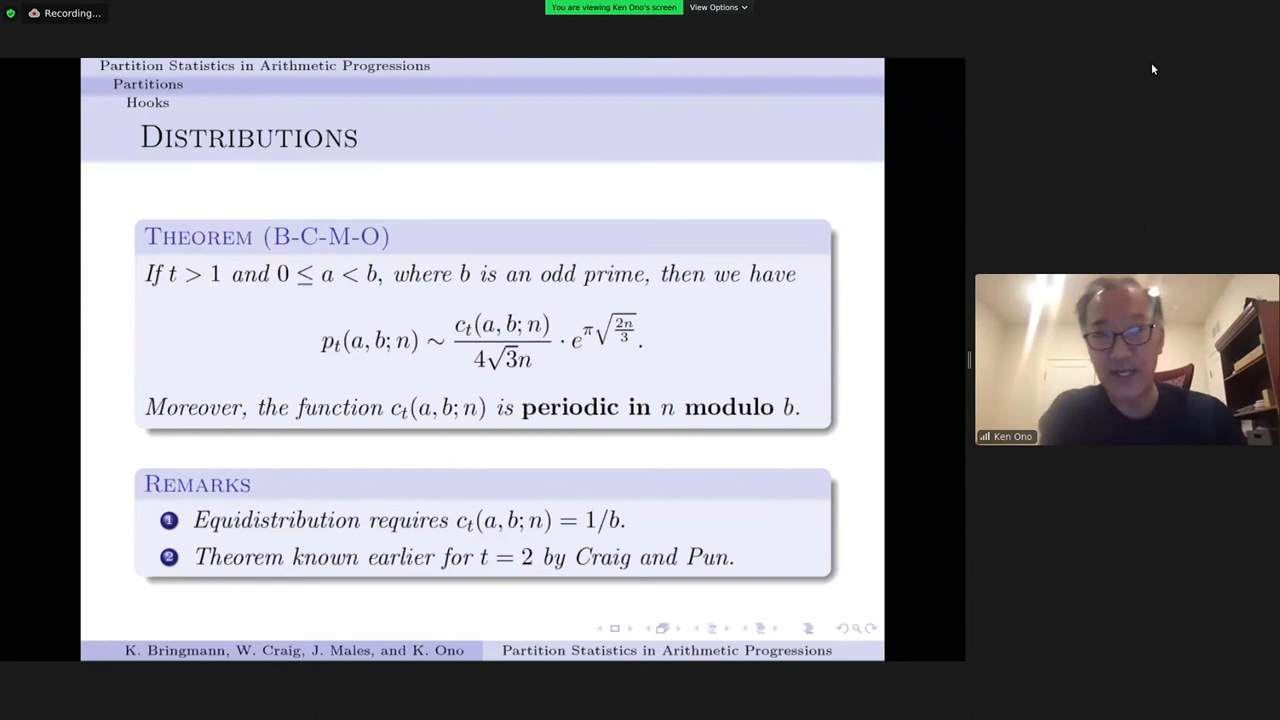 Recording...
You are viewing Ken Ono's screen
View Options
Partition Statistics in Arithmetic Progressions
Partitions
Hooks
DISTRIBUTIONS
THEOREM (B-C-M-O)
If t > 1 and 0 ≤ a < b, where b is an odd prime, then we have
p_t(a, b; n) ∼ \frac{c_t(a, b; n)}{4√3n} · e^{π\sqrt{\frac{2n}{3}}}.
Moreover, the function c_t(a, b; n) is periodic in n modulo b.
REMARKS
1 Equidistribution requires c_t(a, b; n) = 1/b.
2 Theorem known earlier for t = 2 by Craig and Pun.
Ken Ono
K. Bringmann, W. Craig, J. Males, and K. Ono
Partition Statistics in Arithmetic Progressions